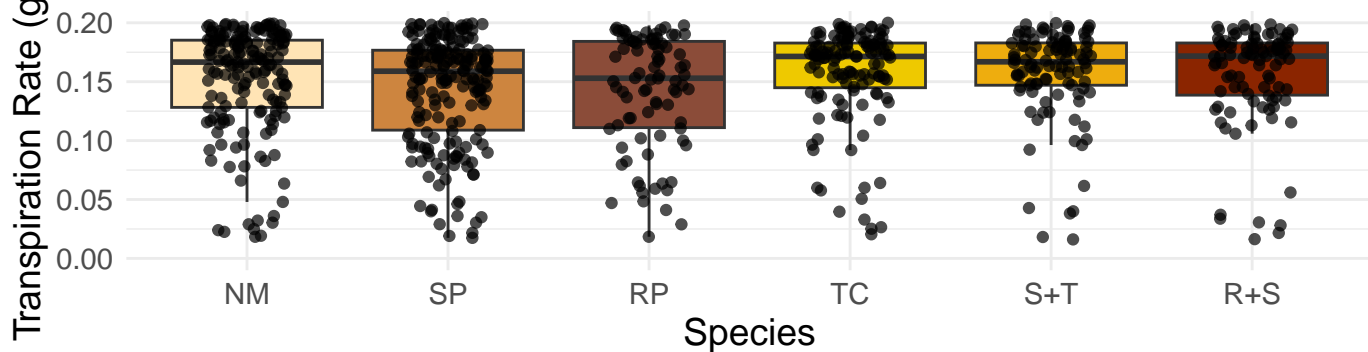 Transpiration Rate (g
0.20
0.15
0.10
0.05
0.00
NM SP RP TC S+T R+S
Species